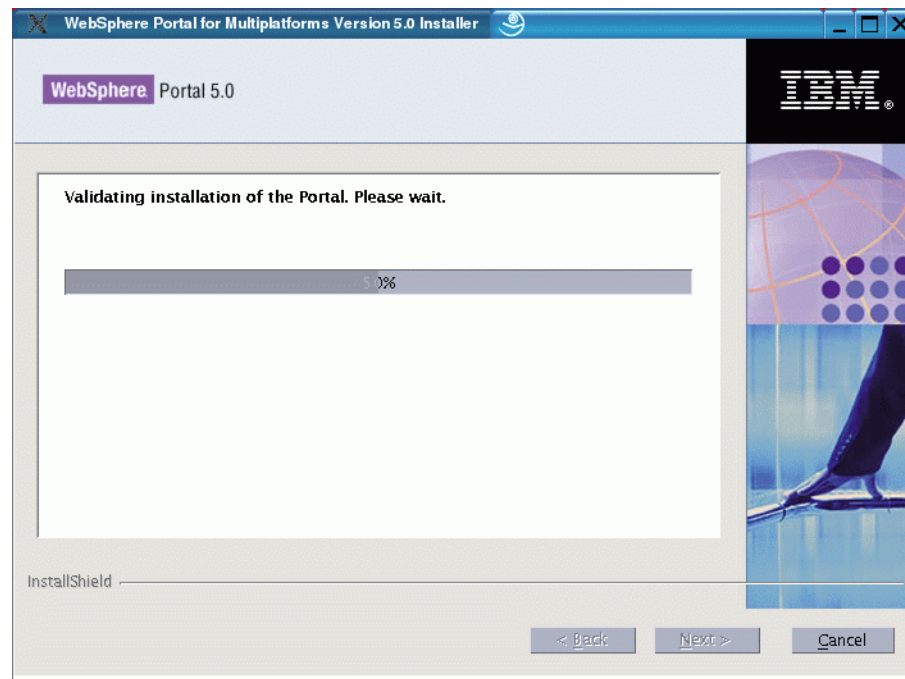 WebSphere Portal for Multiplatforms Version 5.0 Installer
WebSphere Portal 5.0
IBM®
Validating installation of the Portal. Please wait.
50%
InstallShield
< Back Next > Cancel